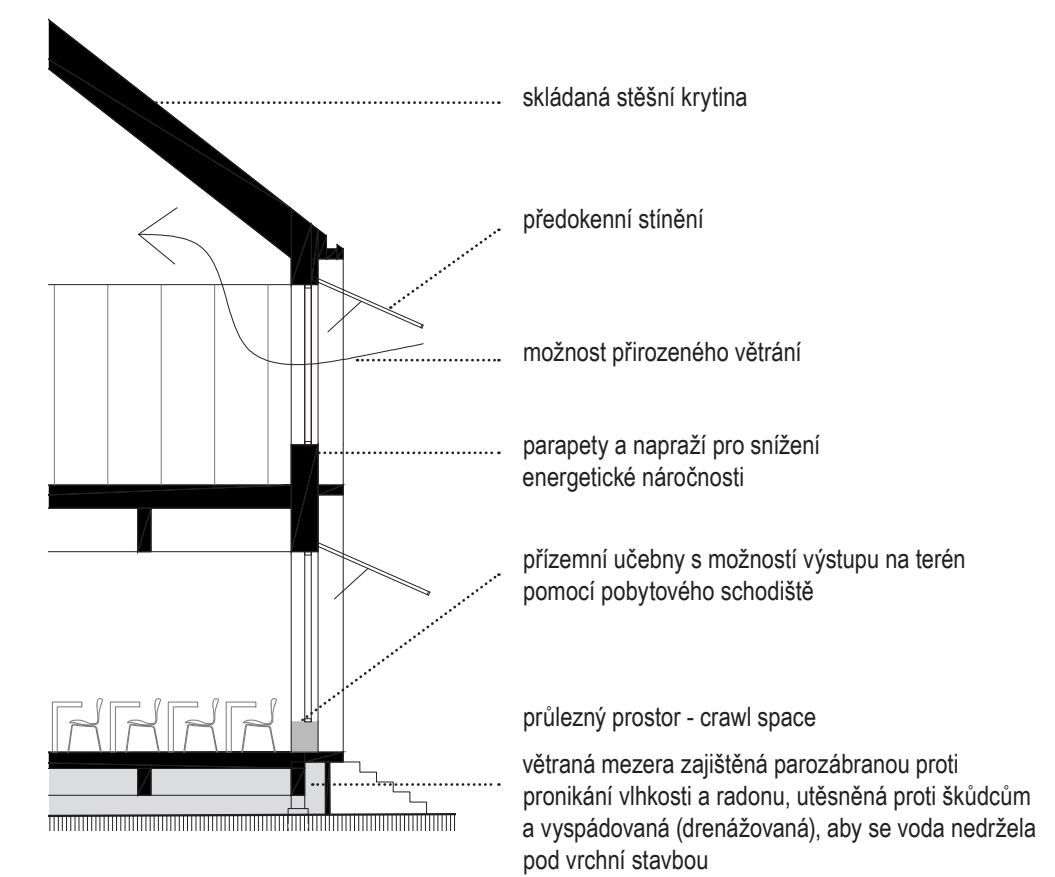 skládaná stěšní krytina
předokenní stínění
možnost přirozeného větrání
parapety a napraží pro snížení
energetické náročnosti
přízemní učebny s možností výstupu na terén
pomocí pobytového schodiště
průlezný prostor - crawl space
větraná mezera zajištěná parozábranou proti
pronikání vlhkosti a radonu, utěsněná proti škůdcům
a vyspádovaná (drenážovaná), aby se voda nedržela
pod vrchní stavbou